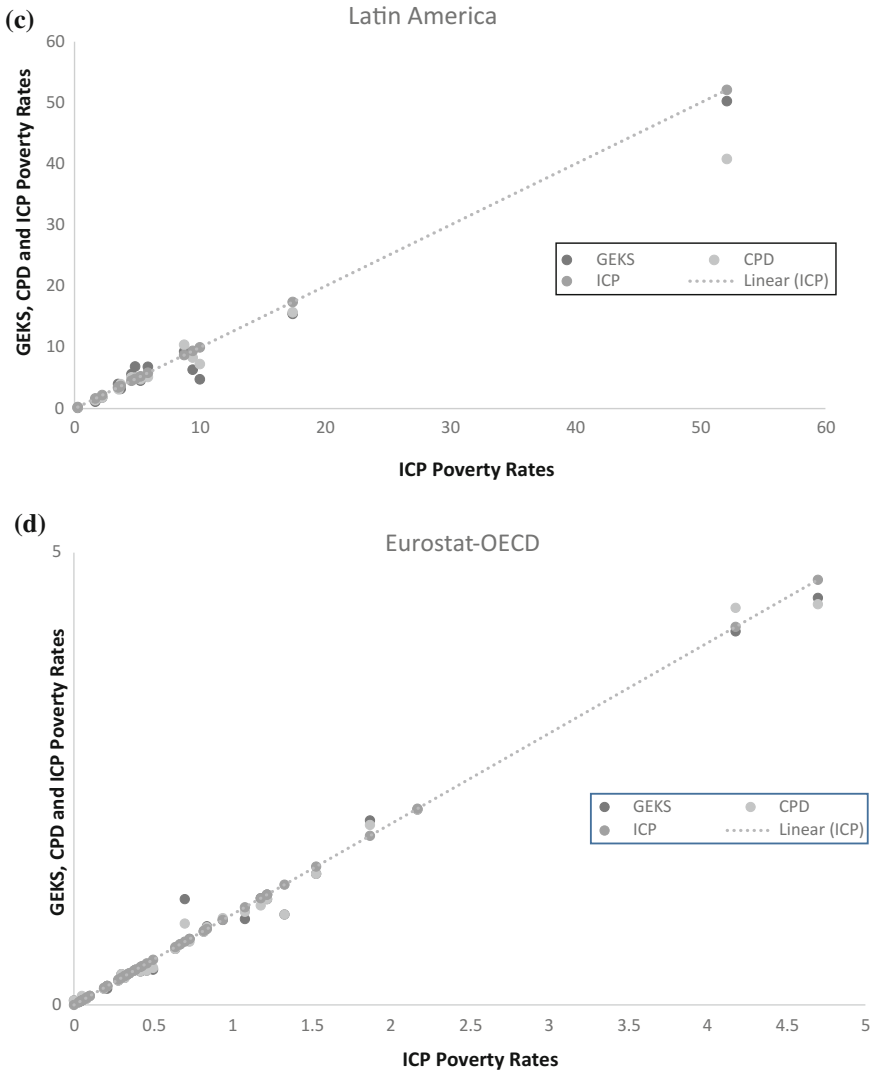 (c)
Latin America
GEKS, CPD and ICP Poverty Rates
60
50
40
30
20
10
0
GEKS CPD
ICP Linear (ICP)
0 10 20 30 40 50 60
ICP Poverty Rates
(d)
Eurostat-OECD
GEKS, CPD and ICP Poverty Rates
5
0
GEKS CPD
ICP Linear (ICP)
0 0.5 1 1.5 2 2.5 3 3.5 4 4.5 5
ICP Poverty Rates